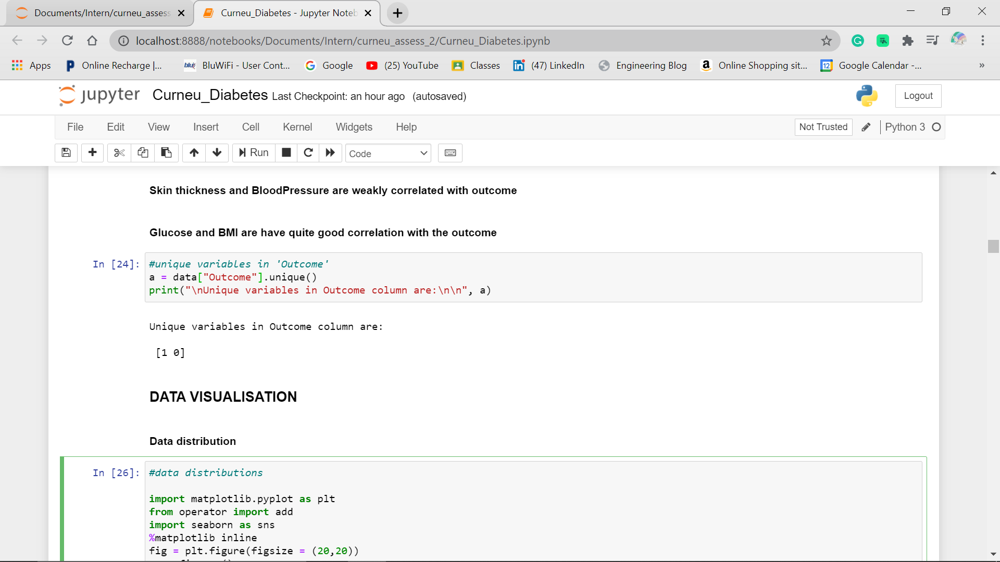 Documents/Intern/curneu_assess
Curneu_Diabetes - Jupyter Noteb
localhost:8888/notebooks/Documents/Intern/curneu_assess_2/Curneu_Diabetes.ipynb
Apps
Online Recharge |...
BluWiFi - User Cont...
Google
(25) YouTube
Classes
(47) LinkedIn
Engineering Blog
Online Shopping sit...
12
Google Calendar -...
jupyter
Curneu_Diabetes Last Checkpoint: an hour ago (autosaved)
Logout
File
Edit
View
Insert
Cell
Kernel
Widgets
Help
Not Trusted
Python 3
Run
Code
Skin thickness and BloodPressure are weakly correlated with outcome
Glucose and BMI are have quite good correlation with the outcome
In [24]:
#unique variables in 'Outcome'
a = data["Outcome"].unique()
print("\nUnique variables in Outcome column are:\n\n", a)
Unique variables in Outcome column are:
[1 0]
DATA VISUALISATION
Data distribution
In [26]:
#data distributions
import matplotlib.pyplot as plt
from operator import add
import seaborn as sns
%matplotlib inline
fig = plt.figure(figsize = (20,20))